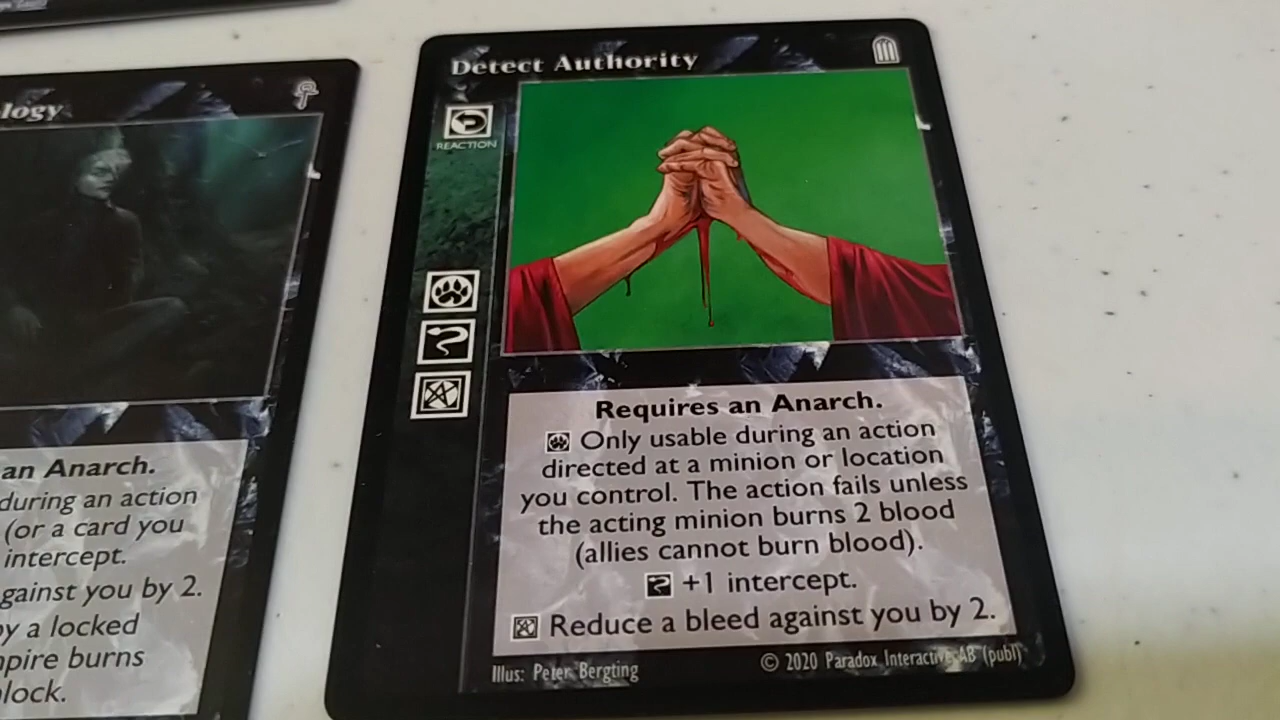 logy
an Anarch.
during an action
(or a card you
intercept.
gainst you by 2.
by a locked
mpire burns
lock.
Detect Authority
REACTION
Requires an Anarch.
Only usable during an action
directed at a minion or location
you control. The action fails unless
the acting minion burns 2 blood
(allies cannot burn blood).
+1 intercept.
Reduce a bleed against you by 2.
Illus: Peter Bergting
© 2020 Paradox Interactive AB (publ)